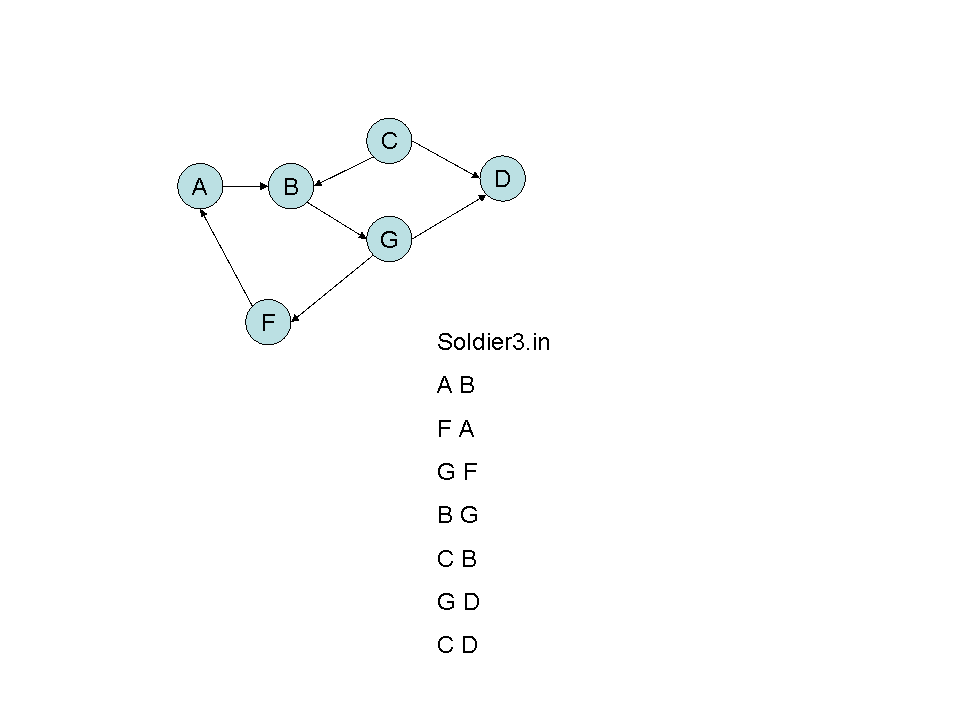 C
A
B
D
G
F
Soldier3.in
A B
F A
G F
B G
C B
G D
C D